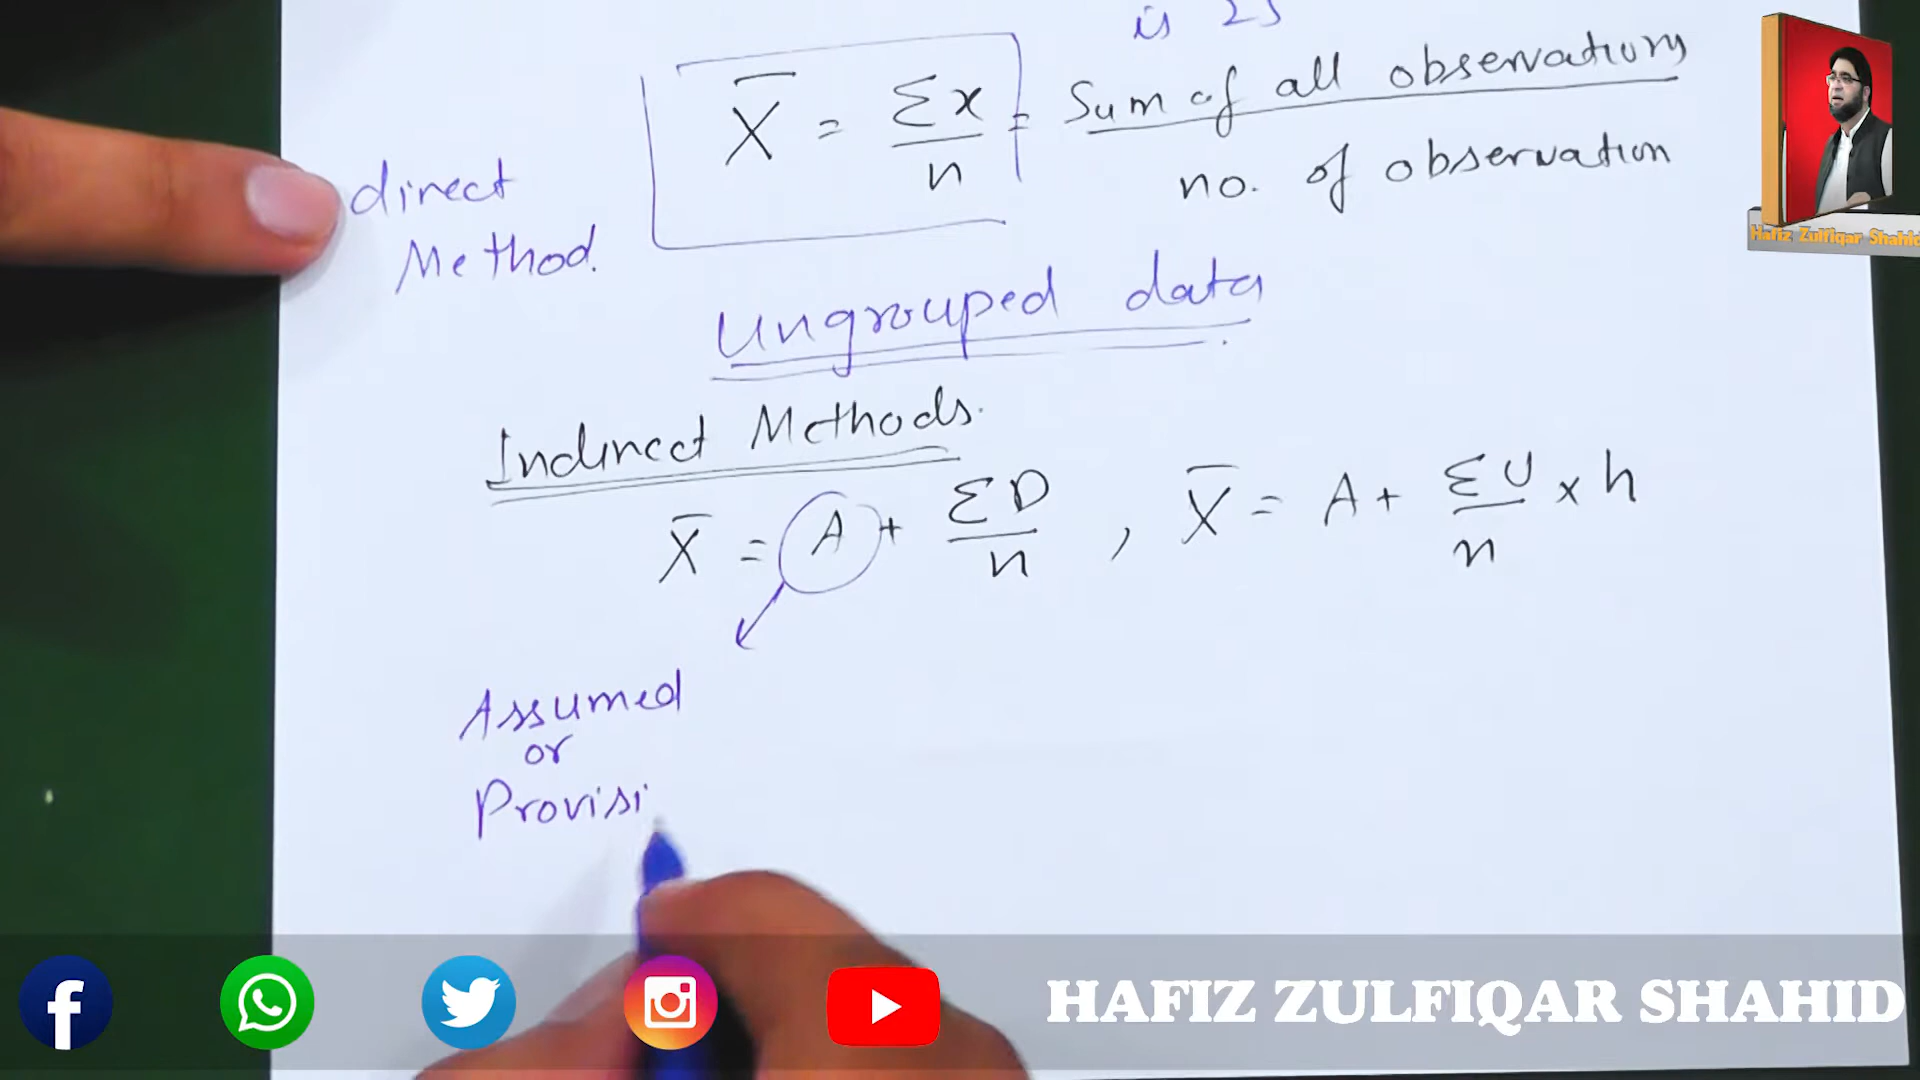 is 25
X̄ = Σx/n = Sum of all observations / no. of observation
direct
Method.
Ungrouped data
Indirect Methods.
X̄ = A + ΣD/n , X̄ = A + ΣU/n × h
Assumed
or
Provisi
Hafiz Zulfiqar Shahid
HAFIZ ZULFIQAR SHAHID